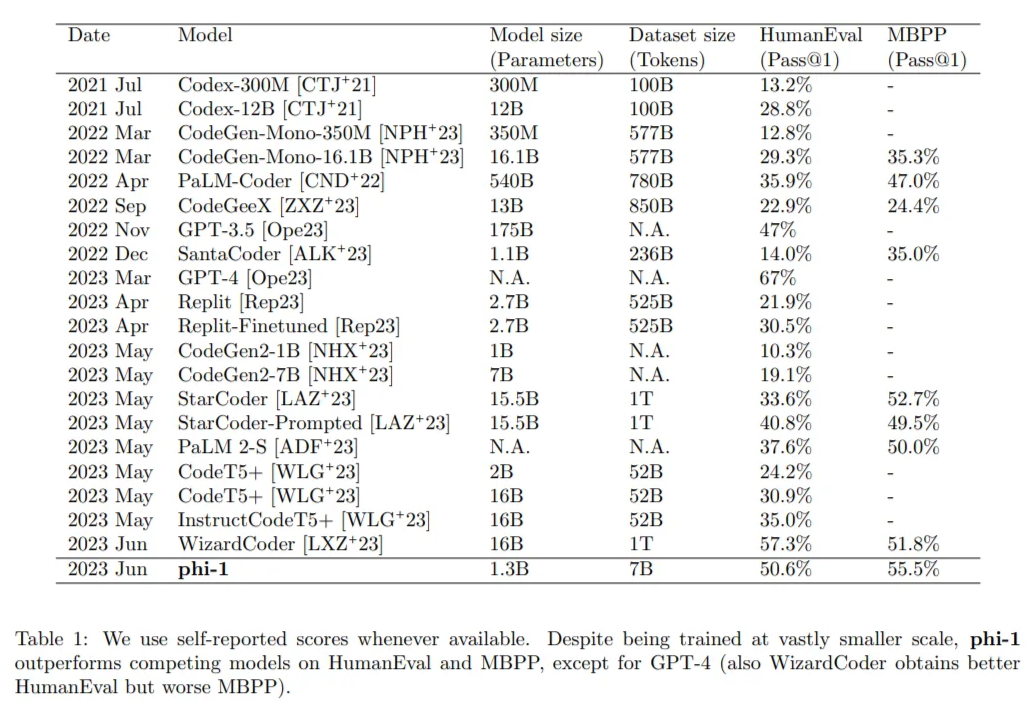 Date Model Model size Dataset size HumanEval MBPP
(Parameters) (Tokens) (Pass@1) (Pass@1)
2021 Jul Codex-300M [CTJ+21] 300M 100B 13.2% -
2021 Jul Codex-12B [CTJ+21] 12B 100B 28.8% -
2022 Mar CodeGen-Mono-350M [NPH+23] 350M 577B 12.8% -
2022 Mar CodeGen-Mono-16.1B [NPH+23] 16.1B 577B 29.3% 35.3%
2022 Apr PaLM-Coder [CND+22] 540B 780B 35.9% 47.0%
2022 Sep CodeGeeX [ZXZ+23] 13B 850B 22.9% 24.4%
2022 Nov GPT-3.5 [Ope23] 175B N.A. 47% -
2022 Dec SantaCoder [ALK+23] 1.1B 236B 14.0% 35.0%
2023 Mar GPT-4 [Ope23] N.A. N.A. 67% -
2023 Apr Replit [Rep23] 2.7B 525B 21.9% -
2023 Apr Replit-Finetuned [Rep23] 2.7B 525B 30.5% -
2023 May CodeGen2-1B [NHX+23] 1B N.A. 10.3% -
2023 May CodeGen2-7B [NHX+23] 7B N.A. 19.1% -
2023 May StarCoder [LAZ+23] 15.5B 1T 33.6% 52.7%
2023 May StarCoder-Prompted [LAZ+23] 15.5B 1T 40.8% 49.5%
2023 May PaLM 2-S [ADF+23] N.A. N.A. 37.6% 50.0%
2023 May CodeT5+ [WLG+23] 2B 52B 24.2% -
2023 May CodeT5+ [WLG+23] 16B 52B 30.9% -
2023 May InstructCodeT5+ [WLG+23] 16B 52B 35.0% -
2023 Jun WizardCoder [LXZ+23] 16B 1T 57.3% 51.8%
2023 Jun phi-1 1.3B 7B 50.6% 55.5%
Table 1: We use self-reported scores whenever available. Despite being trained at vastly smaller scale, phi-1
outperforms competing models on HumanEval and MBPP, except for GPT-4 (also WizardCoder obtains better
HumanEval but worse MBPP).